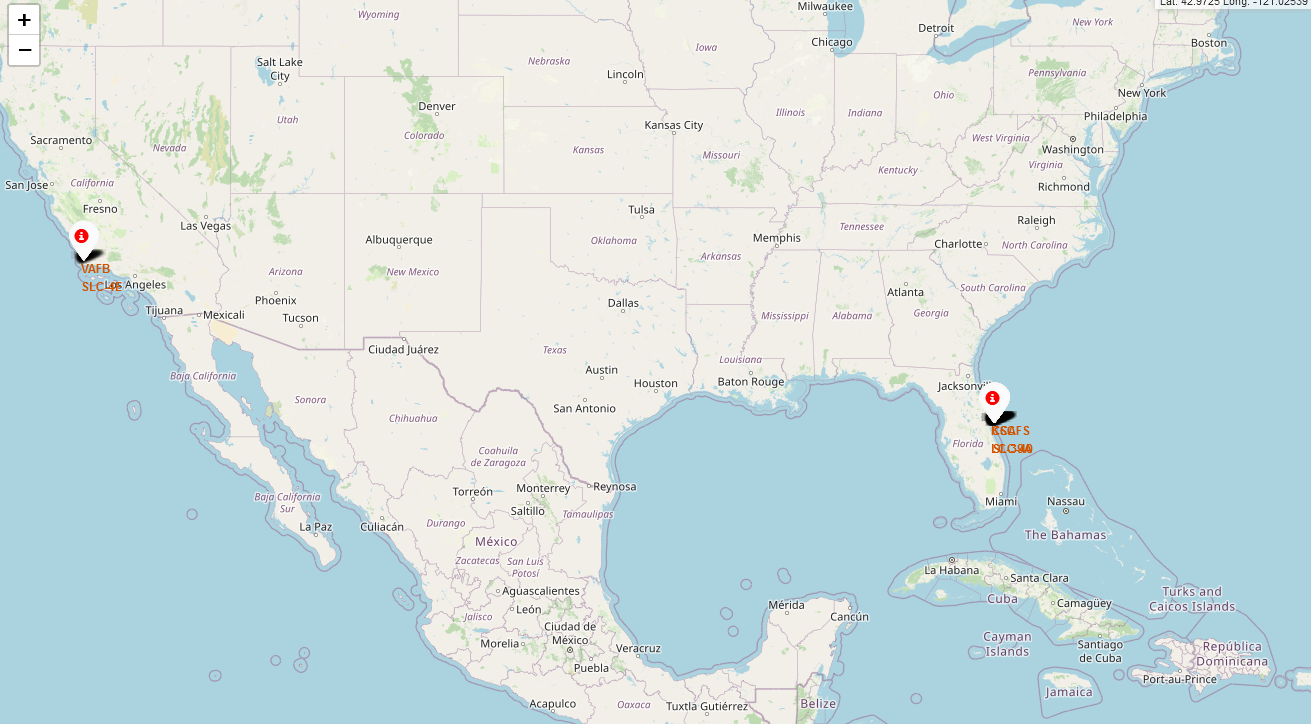 Lat: 42.9725 Long: -121.02539
+
−
Wyoming
Milwaukee
Chicago
Detroit
New York
Boston
Salt Lake
City
Iowa
Nebraska
Lincoln
Pennsylvania
New York
Denver
Utah
Colorado
Illinois
Indiana
Ohio
Philadelphia
Sacramento
Nevada
Kansas City
Kansas
Missouri
West Virginia
Washington
Virginia
San Jose
California
Kentucky
Richmond
Fresno
Las Vegas
Tulsa
Raleigh
Albuquerque
Oklahoma
Memphis
Tennessee
Charlotte
North Carolina
Arkansas
VAFB
SLC-4E
Los Angeles
Arizona
New Mexico
South Carolina
Phoenix
Dallas
Atlanta
Tijuana
Mexicali
Tucson
Mississippi
Alabama
Georgia
Ciudad Juárez
Texas
Louisiana
Baja California
Austin
Houston
Baton Rouge
Jacksonville
Sonora
San Antonio
Chihuahua
Florida
Coahuila
de Zaragoza
Baja California
Sur
Torreón
Monterrey
Reynosa
Saltillo
Tamaulipas
Miami
Nassau
La Paz
Culiacán
Durango
México
The Bahamas
Zacatecas
San Luis
Potosí
La Habana
Santa Clara
Aguascalientes
León
Cuba
Camagüey
Turks and
Caicos Islands
Jalisco
Mérida
Cancún
Ciudad de
México
Morelia
Veracruz
Cayman
Islands
Santiago
de Cuba
República
Dominicana
Puebla
Port-au-Prince
Jamaica
Acapulco
Oaxaca
Tuxtla Gutiérrez
Belize